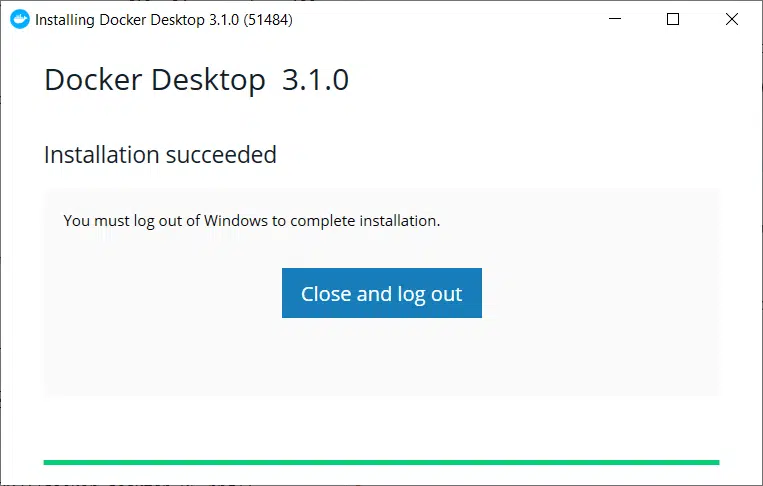 Installing Docker Desktop 3.1.0 (51484)
Docker Desktop 3.1.0
Installation succeeded
You must log out of Windows to complete installation.
Close and log out